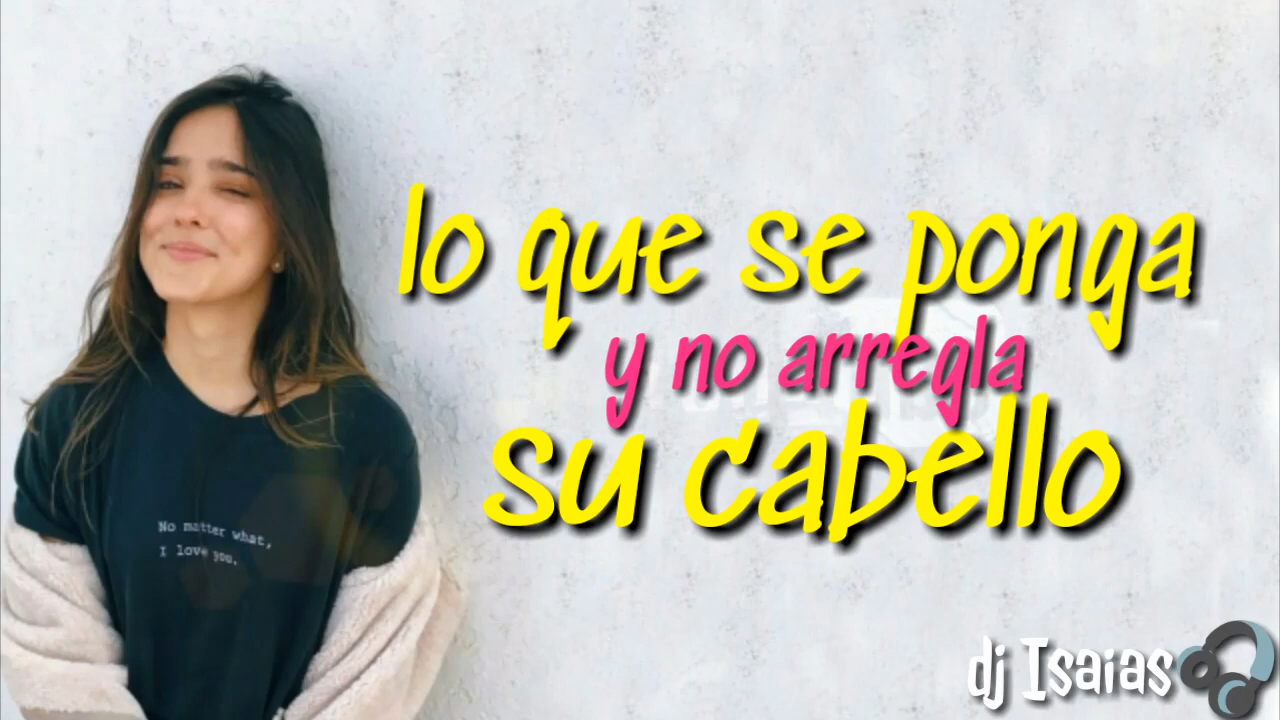 lo que se ponga
y no arregla
su cabello
No matter what,
I love you.
dj Isaias